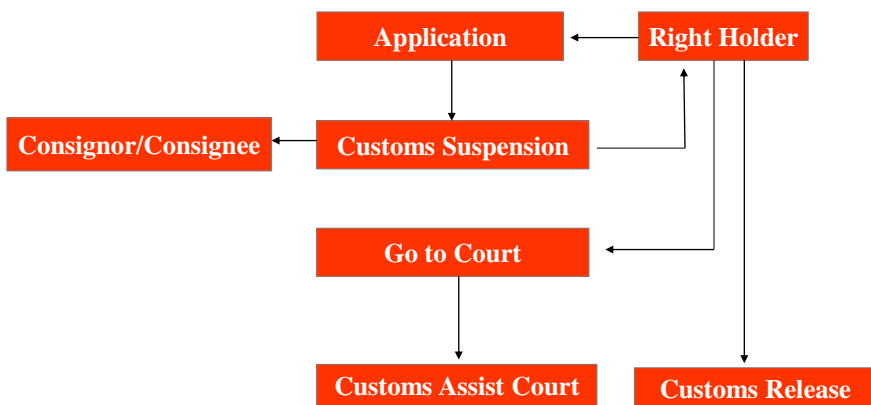 Application
Right Holder
Consignor/Consignee
Customs Suspension
Go to Court
Customs Assist Court
Customs Release